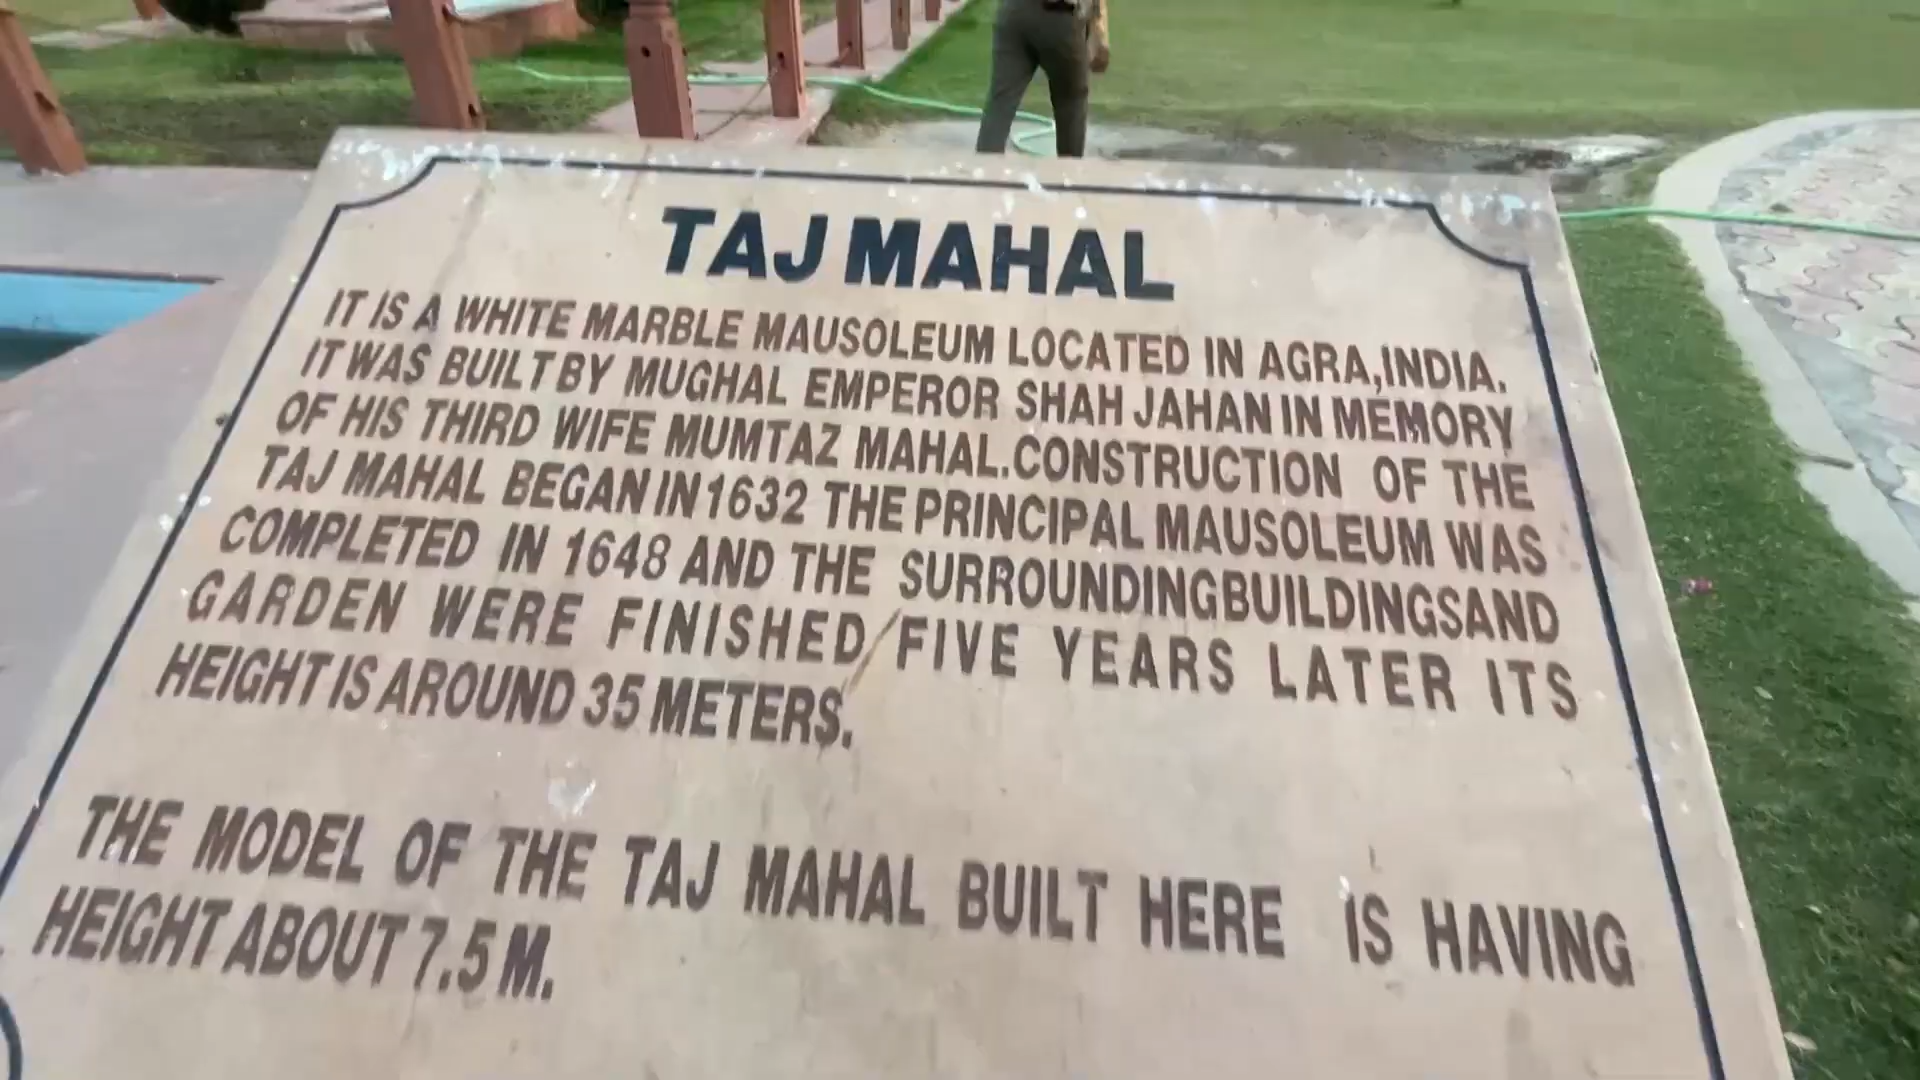 TAJ MAHAL
IT IS A WHITE MARBLE MAUSOLEUM LOCATED IN AGRA,INDIA.
IT WAS BUILT BY MUGHAL EMPEROR SHAH JAHAN IN MEMORY
OF HIS THIRD WIFE MUMTAZ MAHAL.CONSTRUCTION OF THE
TAJ MAHAL BEGAN IN 1632 THE PRINCIPAL MAUSOLEUM WAS
COMPLETED IN 1648 AND THE SURROUNDINGBUILDINGSAND
GARDEN WERE FINISHED FIVE YEARS LATER ITS
HEIGHT IS AROUND 35 METERS.
THE MODEL OF THE TAJ MAHAL BUILT HERE IS HAVING
HEIGHT ABOUT 7.5 M.